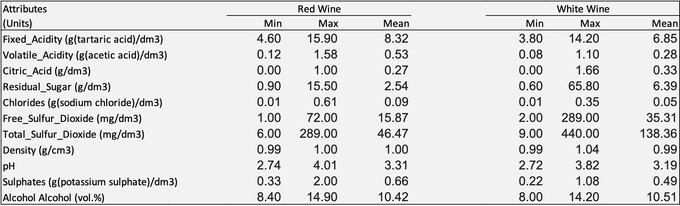 Attributes Red Wine White Wine
(Units) Min Max Mean Min Max Mean
Fixed_Acidity (g(tartaric acid)/dm3) 4.60 15.90 8.32 3.80 14.20 6.85
Volatile_Acidity (g(acetic acid)/dm3) 0.12 1.58 0.53 0.08 1.10 0.28
Citric_Acid (g/dm3) 0.00 1.00 0.27 0.00 1.66 0.33
Residual_Sugar (g/dm3) 0.90 15.50 2.54 0.60 65.80 6.39
Chlorides (g(sodium chloride)/dm3) 0.01 0.61 0.09 0.01 0.35 0.05
Free_Sulfur_Dioxide (mg/dm3) 1.00 72.00 15.87 2.00 289.00 35.31
Total_Sulfur_Dioxide (mg/dm3) 6.00 289.00 46.47 9.00 440.00 138.36
Density (g/cm3) 0.99 1.00 1.00 0.99 1.04 0.99
pH 2.74 4.01 3.31 2.72 3.82 3.19
Sulphates (g(potassium sulphate)/dm3) 0.33 2.00 0.66 0.22 1.08 0.49
Alcohol Alcohol (vol.%) 8.40 14.90 10.42 8.00 14.20 10.51